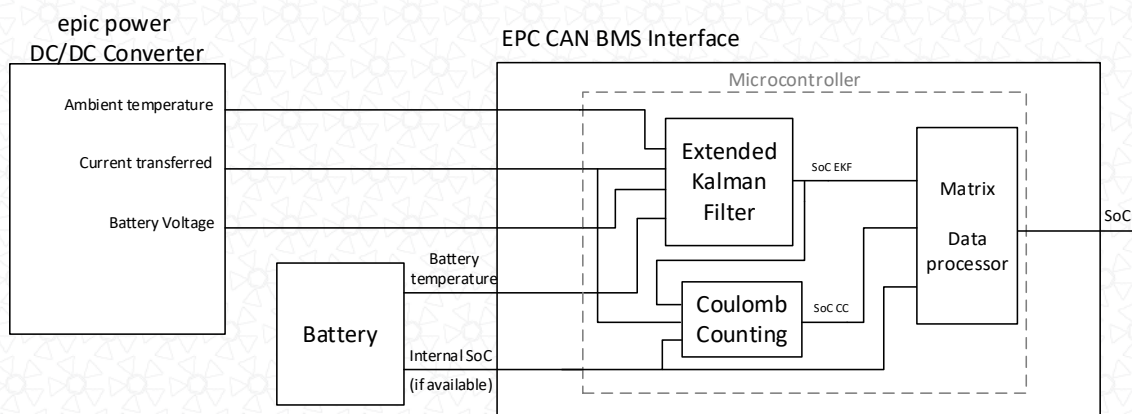 epic power
DC/DC Converter
EPC CAN BMS Interface
Microcontroller
Ambient temperature
Current transferred
Battery Voltage
Extended
Kalman
Filter
SoC EKF
Matrix
Data
processor
SoC
Battery
temperature
Battery
Coulomb
Counting
SoC CC
Internal SoC
(if available)